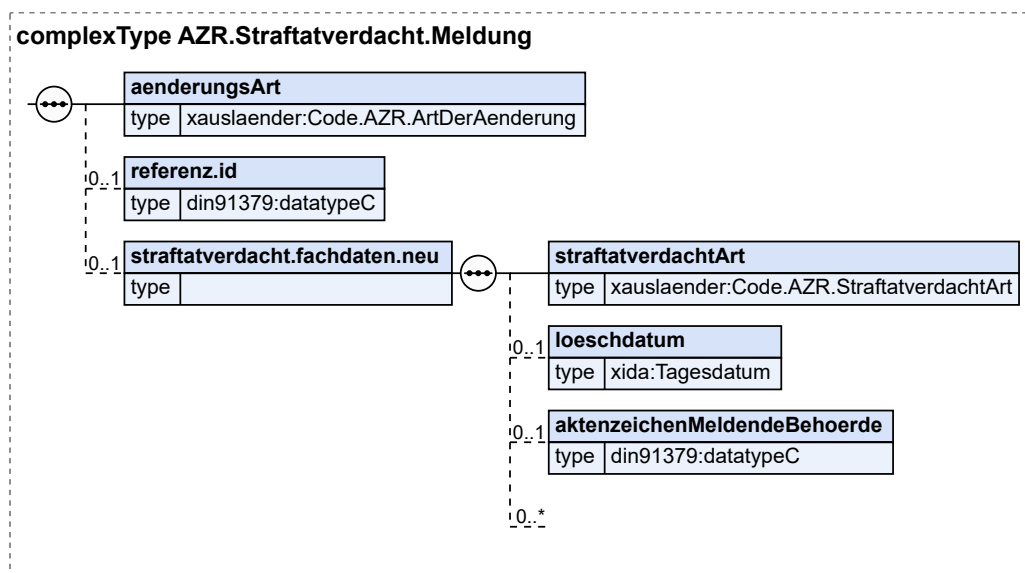 complexType AZR.Straftatverdacht.Meldung
aenderungsArt
type xauslaender:Code.AZR.ArtDerAenderung
0..1 referenz.id
type din91379:datatypeC
0..1 straftatverdacht.fachdaten.neu
type
straftatverdachtArt
type xauslaender:Code.AZR.StraftatverdachtArt
0..1 loeschdatum
type xida:Tagesdatum
0..1 aktenzeichenMeldendeBehoerde
type din91379:datatypeC
0..*